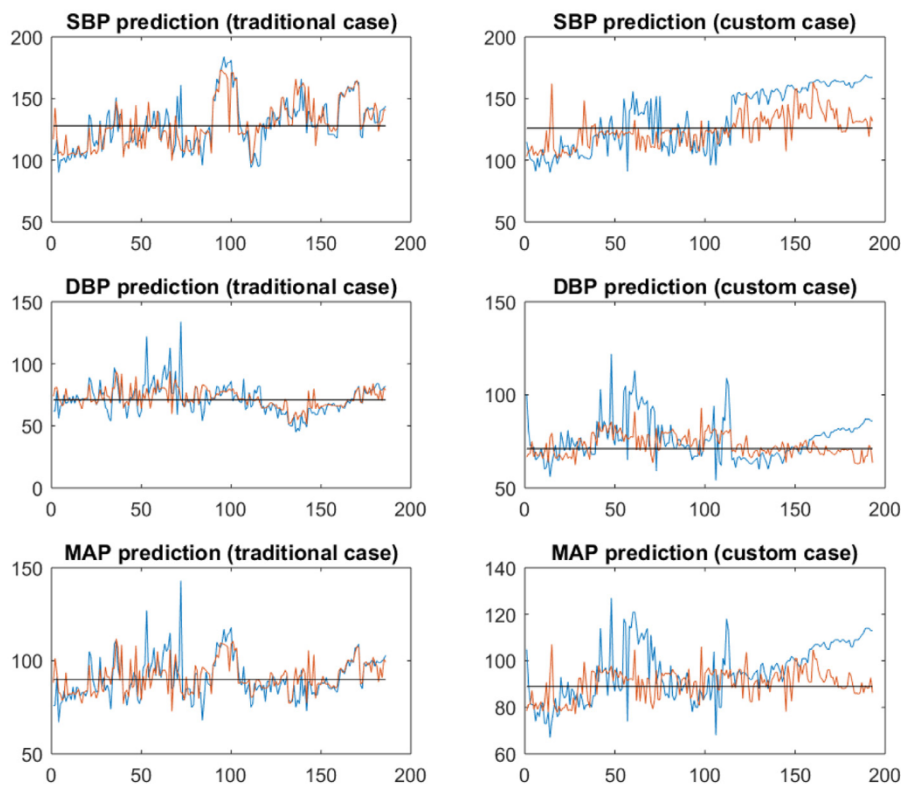 SBP prediction (traditional case)
200
150
100
50
0 50 100 150 200
SBP prediction (custom case)
200
150
100
50
0 50 100 150 200
DBP prediction (traditional case)
150
100
50
0
0 50 100 150 200
DBP prediction (custom case)
150
100
50
0 50 100 150 200
MAP prediction (traditional case)
150
100
50
0 50 100 150 200
MAP prediction (custom case)
140
120
100
80
60
0 50 100 150 200